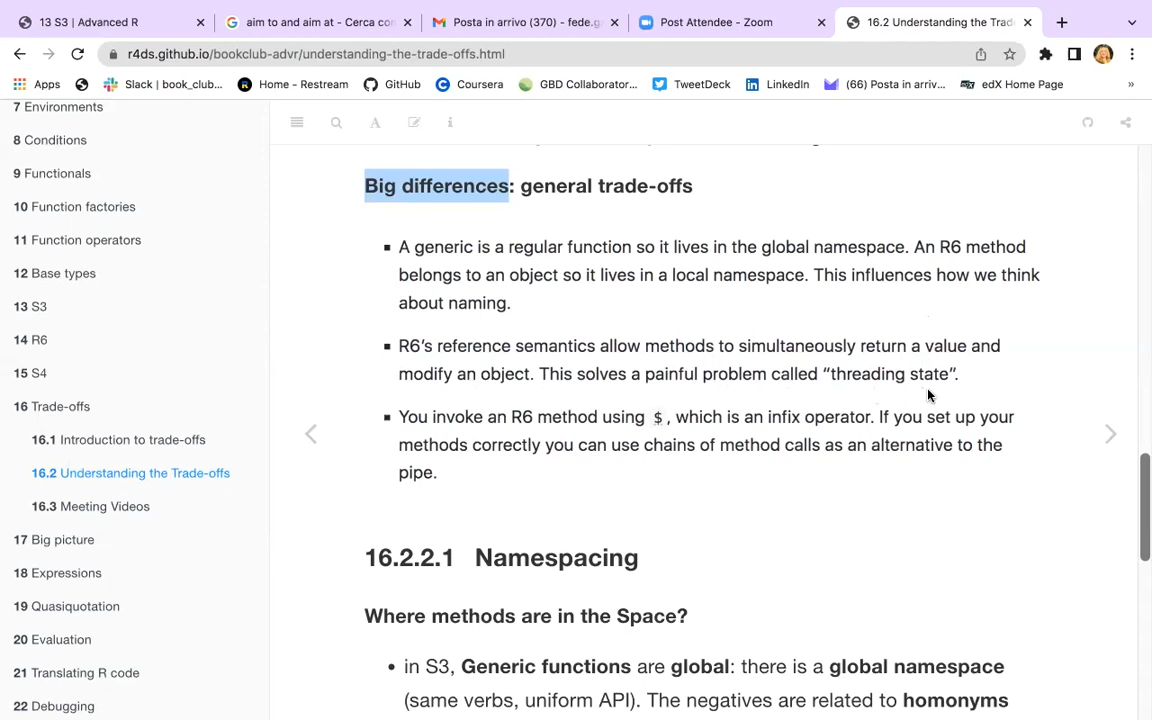 13 S3 | Advanced R
aim to and aim at - Cerca con
Posta in arrivo (370) - fede.g
Post Attendee - Zoom
16.2 Understanding the Trad
r4ds.github.io/bookclub-advr/understanding-the-trade-offs.html
Apps
Slack | book_club...
Home - Restream
GitHub
Coursera
GBD Collaborator...
TweetDeck
LinkedIn
(66) Posta in arriv...
edX Home Page
»
7 Environments
8 Conditions
9 Functionals
10 Function factories
11 Function operators
12 Base types
13 S3
14 R6
15 S4
16 Trade-offs
16.1 Introduction to trade-offs
16.2 Understanding the Trade-offs
16.3 Meeting Videos
17 Big picture
18 Expressions
19 Quasiquotation
20 Evaluation
21 Translating R code
22 Debugging
Big differences: general trade-offs
A generic is a regular function so it lives in the global namespace. An R6 method
belongs to an object so it lives in a local namespace. This influences how we think
about naming.
R6’s reference semantics allow methods to simultaneously return a value and
modify an object. This solves a painful problem called “threading state”.
You invoke an R6 method using $, which is an infix operator. If you set up your
methods correctly you can use chains of method calls as an alternative to the
pipe.
16.2.2.1 Namespacing
Where methods are in the Space?
in S3, Generic functions are global: there is a global namespace
(same verbs, uniform API). The negatives are related to homonyms